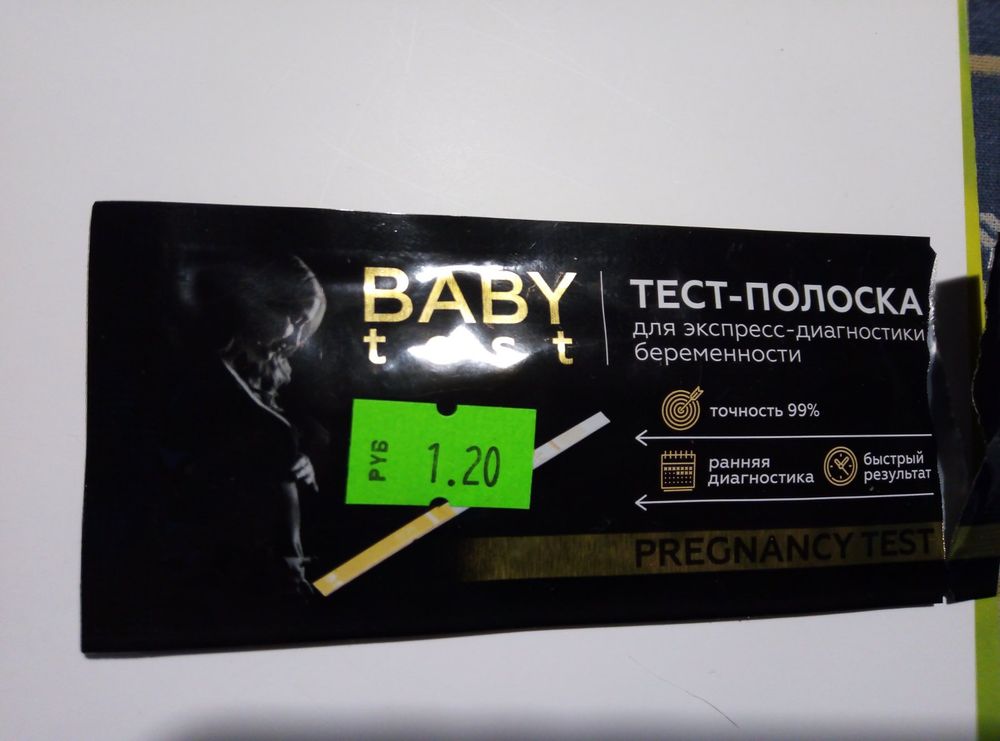 BABY
test
ТЕСТ-ПОЛОСКА
для экспресс-диагностики
беременности
РУБ 1.20
точность 99%
ранняя
диагностика
быстрый
результат
PREGNANCY TEST